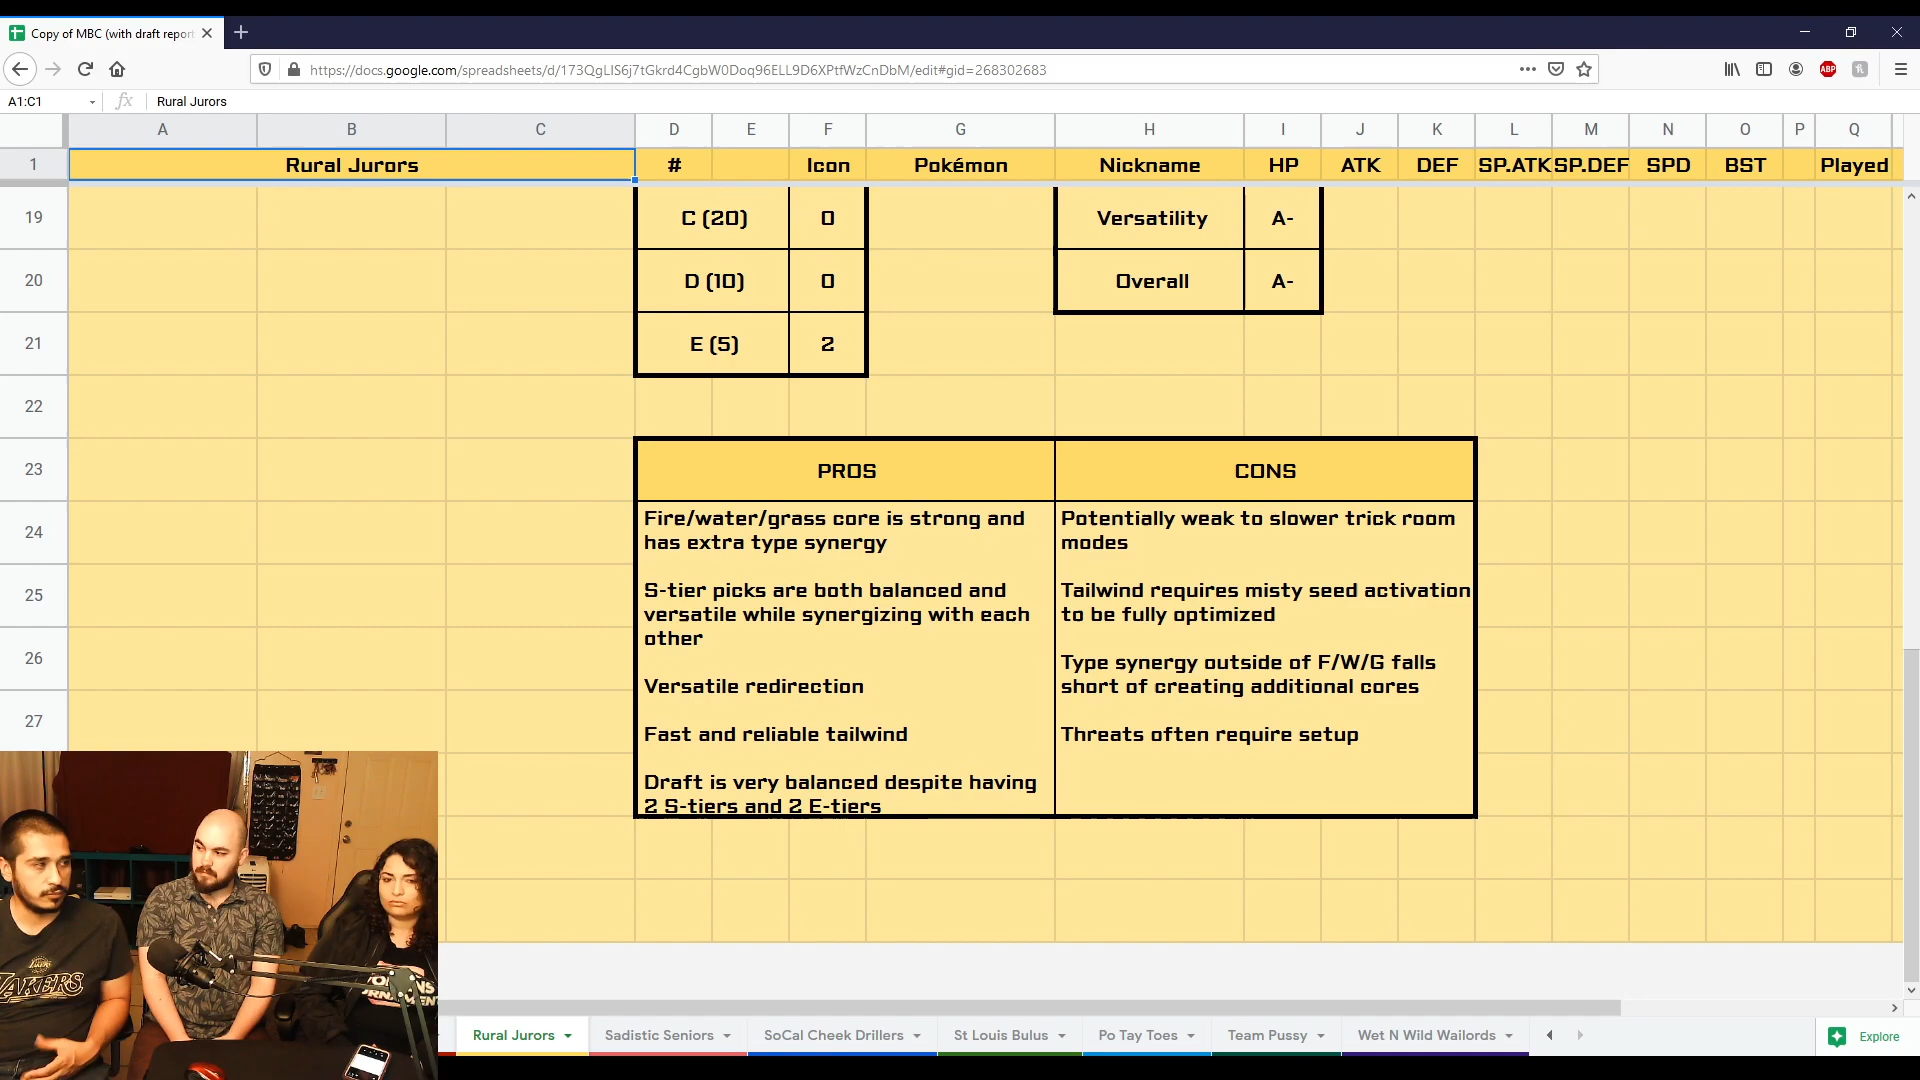 Copy of MBC (with draft report
https://docs.google.com/spreadsheets/d/173QgLIS6j7tGkrd4CgbW0Doq96ELL9D6XPtfWzCnDbM/edit#gid=268302683
ABP
A1:C1 fx Rural Jurors
A B C D E F G H I J K L M N O P Q
1 Rural Jurors # Icon Pokémon Nickname HP ATK DEF SP.ATK SP.DEF SPD BST Played
19 C (20) 0 Versatility A-
20 D (10) 0 Overall A-
21 E (5) 2
22
23 PROS CONS
24
25
26
27
Fire/water/grass core is strong and
has extra type synergy
S-tier picks are both balanced and
versatile while synergizing with each
other
Versatile redirection
Fast and reliable tailwind
Draft is very balanced despite having
2 S-tiers and 2 E-tiers
Potentially weak to slower trick room
modes
Tailwind requires misty seed activation
to be fully optimized
Type synergy outside of F/W/G falls
short of creating additional cores
Threats often require setup
LAKERS
Rural Jurors Sadistic Seniors SoCal Cheek Drillers St Louis Bulus Po Tay Toes Team Pussy Wet N Wild Wailords Explore